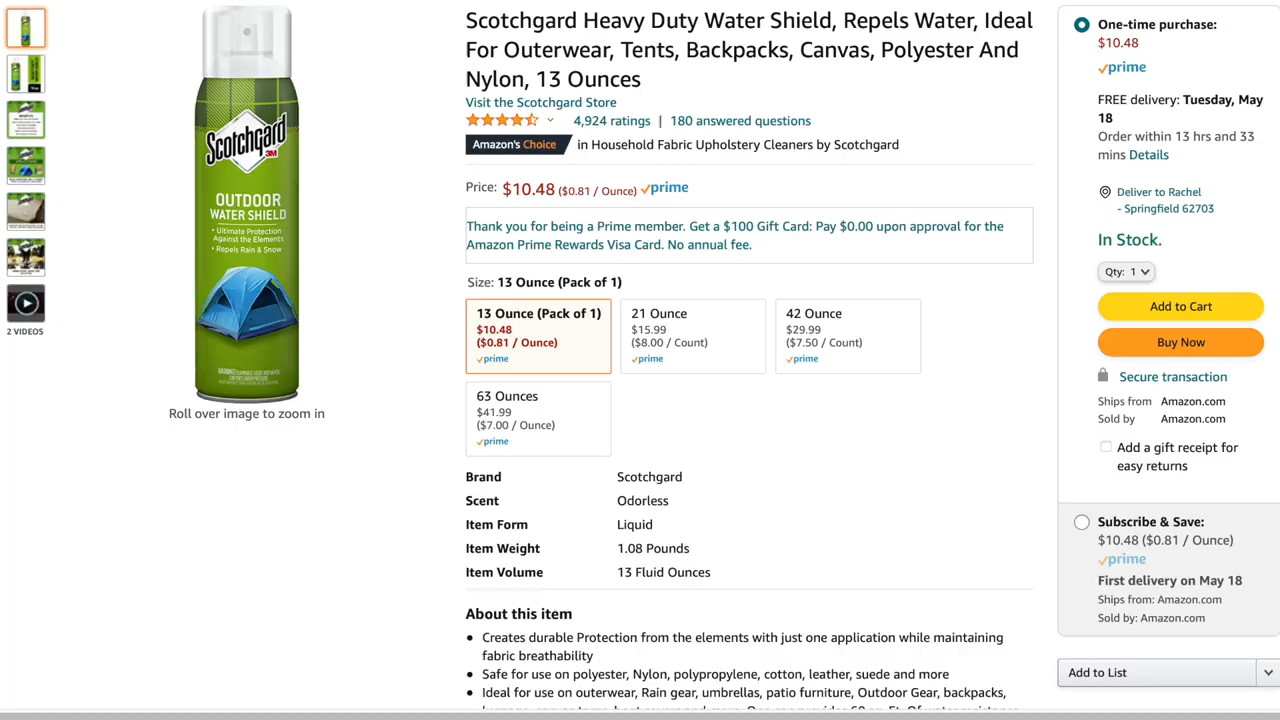 Scotchgard Heavy Duty Water Shield, Repels Water, Ideal
For Outerwear, Tents, Backpacks, Canvas, Polyester And
Nylon, 13 Ounces
Visit the Scotchgard Store
4,924 ratings | 180 answered questions
Amazon's Choice in Household Fabric Upholstery Cleaners by Scotchgard
Price: $10.48 ($0.81 / Ounce) prime
Thank you for being a Prime member. Get a $100 Gift Card: Pay $0.00 upon approval for the
Amazon Prime Rewards Visa Card. No annual fee.
Size: 13 Ounce (Pack of 1)
13 Ounce (Pack of 1)
$10.48
($0.81 / Ounce)
prime
21 Ounce
$15.99
($8.00 / Count)
prime
42 Ounce
$29.99
($7.50 / Count)
prime
63 Ounces
$41.99
($7.00 / Ounce)
prime
Brand Scotchgard
Scent Odorless
Item Form Liquid
Item Weight 1.08 Pounds
Item Volume 13 Fluid Ounces
About this item
Creates durable Protection from the elements with just one application while maintaining
fabric breathability
Safe for use on polyester, Nylon, polypropylene, cotton, leather, suede and more
Ideal for use on outerwear, Rain gear, umbrellas, patio furniture, Outdoor Gear, backpacks,
Scotchgard
3M
OUTDOOR
WATER SHIELD
• Ultimate Protection
Against the Elements
• Repels Rain & Snow
Roll over image to zoom in
2 VIDEOS
One-time purchase:
$10.48
prime
FREE delivery: Tuesday, May
18
Order within 13 hrs and 33
mins Details
Deliver to Rachel
- Springfield 62703
In Stock.
Qty: 1
Add to Cart
Buy Now
Secure transaction
Ships from Amazon.com
Sold by Amazon.com
Add a gift receipt for
easy returns
Subscribe & Save:
$10.48 ($0.81 / Ounce)
prime
First delivery on May 18
Ships from: Amazon.com
Sold by: Amazon.com
Add to List